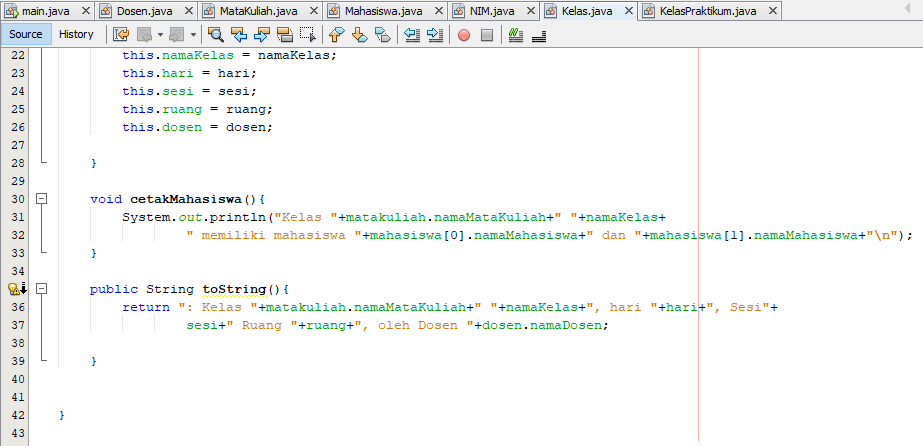 main.java Dosen.java MataKuliah.java Mahasiswa.java NIM.java Kelas.java KelasPraktikum.java
Source History
22 this.namaKelas = namaKelas;
23 this.hari = hari;
24 this.sesi = sesi;
25 this.ruang = ruang;
26 this.dosen = dosen;
27
28 }
29
30 void cetakMahasiswa(){
31 System.out.println("Kelas "+matakuliah.namaMataKuliah+" "+namaKelas+
32 " memiliki mahasiswa "+mahasiswa[0].namaMahasiswa+" dan "+mahasiswa[1].namaMahasiswa+"\n");
33 }
34
public String toString(){
36 return ": Kelas "+matakuliah.namaMataKuliah+" "+namaKelas+", hari "+hari+", Sesi"+
37 sesi+" Ruang "+ruang+", oleh Dosen "+dosen.namaDosen;
38
39 }
40
41
42 }
43